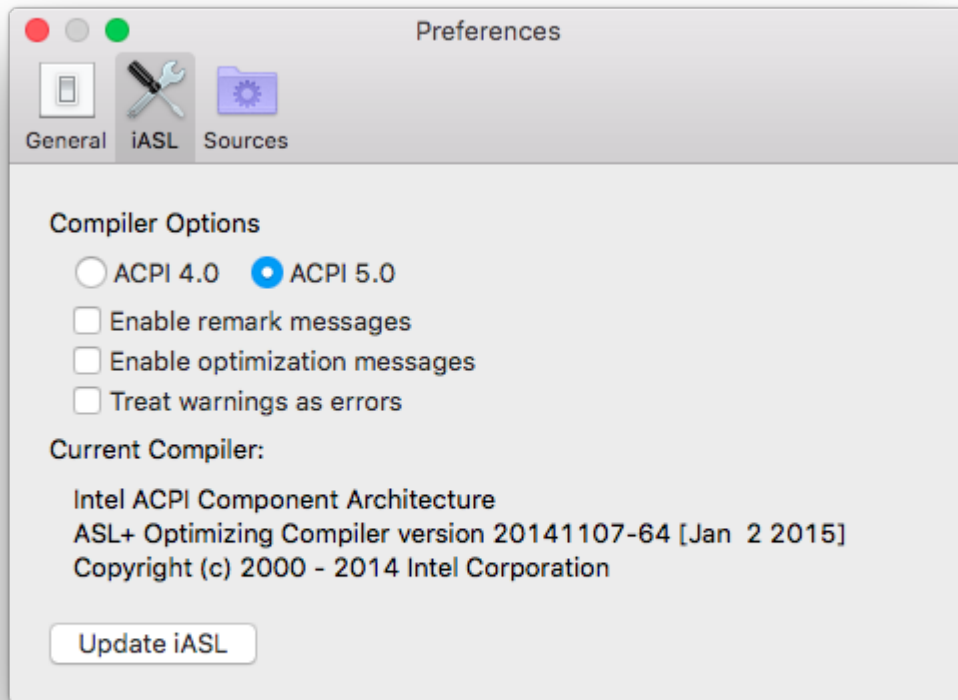 Preferences
General iASL Sources
Compiler Options
ACPI 4.0 ACPI 5.0
Enable remark messages
Enable optimization messages
Treat warnings as errors
Current Compiler:
Intel ACPI Component Architecture
ASL+ Optimizing Compiler version 20141107-64 [Jan  2 2015]
Copyright (c) 2000 - 2014 Intel Corporation
Update iASL